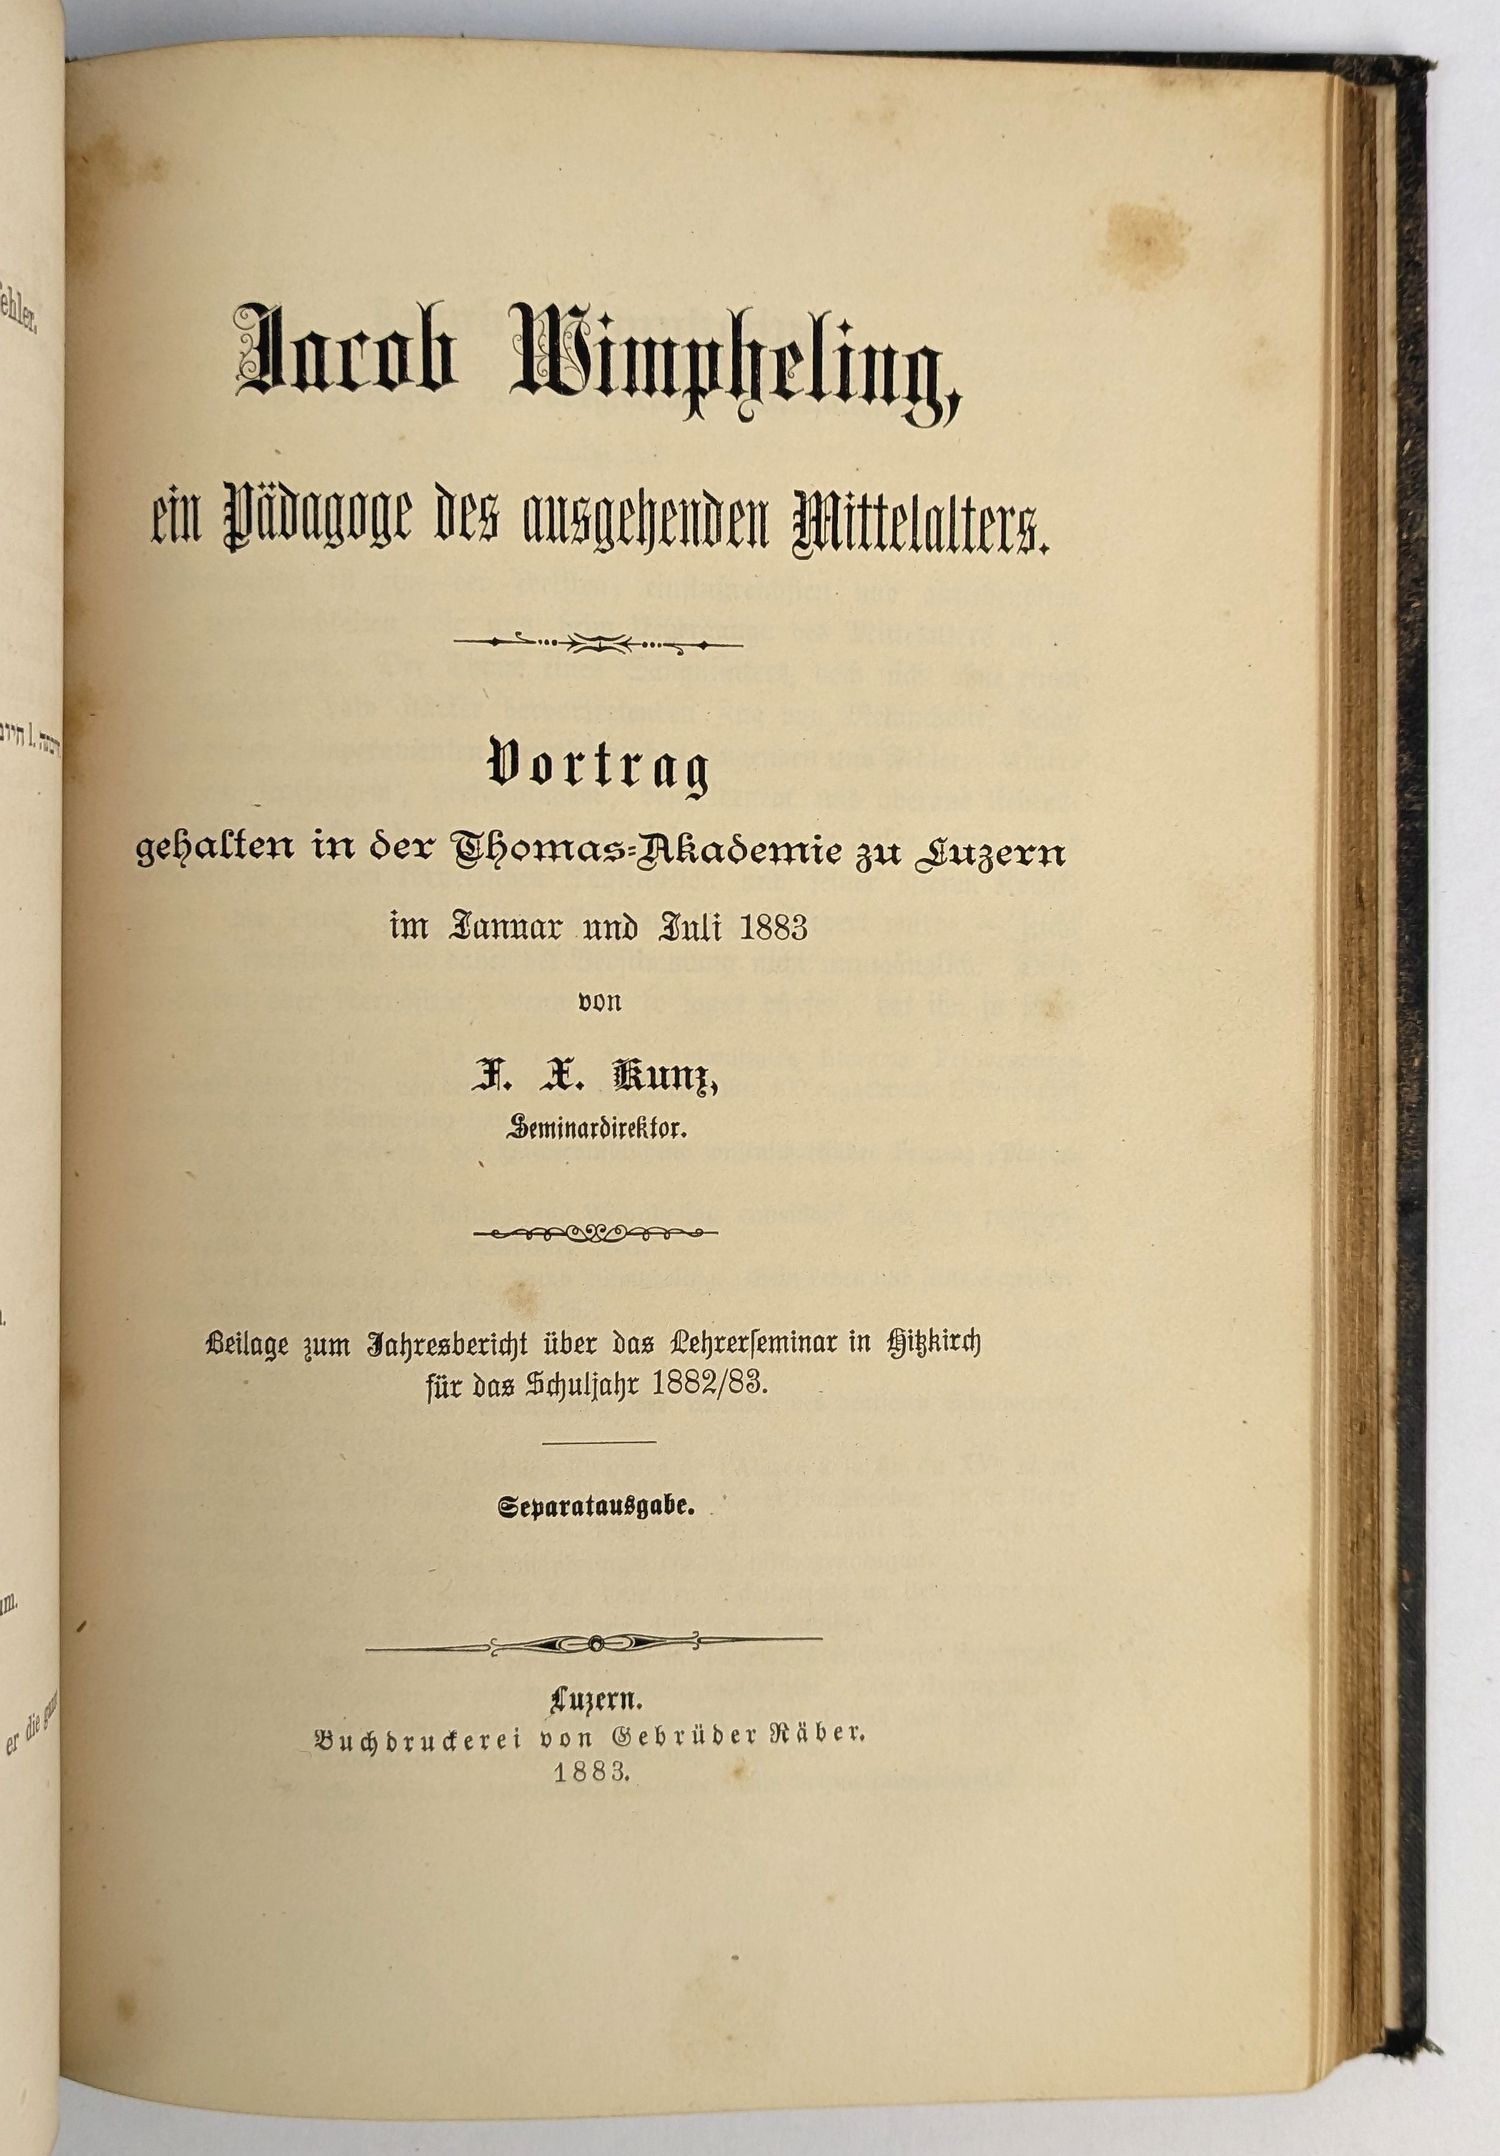 Jacob Wimpheling,
ein Pädagoge des ausgehenden Mittelalters.
Vortrag
gehalten in der Thomas-Akademie zu Luzern
im Januar und Juli 1883
von
F. X. Kunz,
Seminardirektor.
Beilage zum Jahresbericht über das Lehrerseminar in Hitzkirch
für das Schuljahr 1882/83.
Separatausgabe.
Luzern.
Buchdruckerei von Gebrüder Räber.
1883.
er die